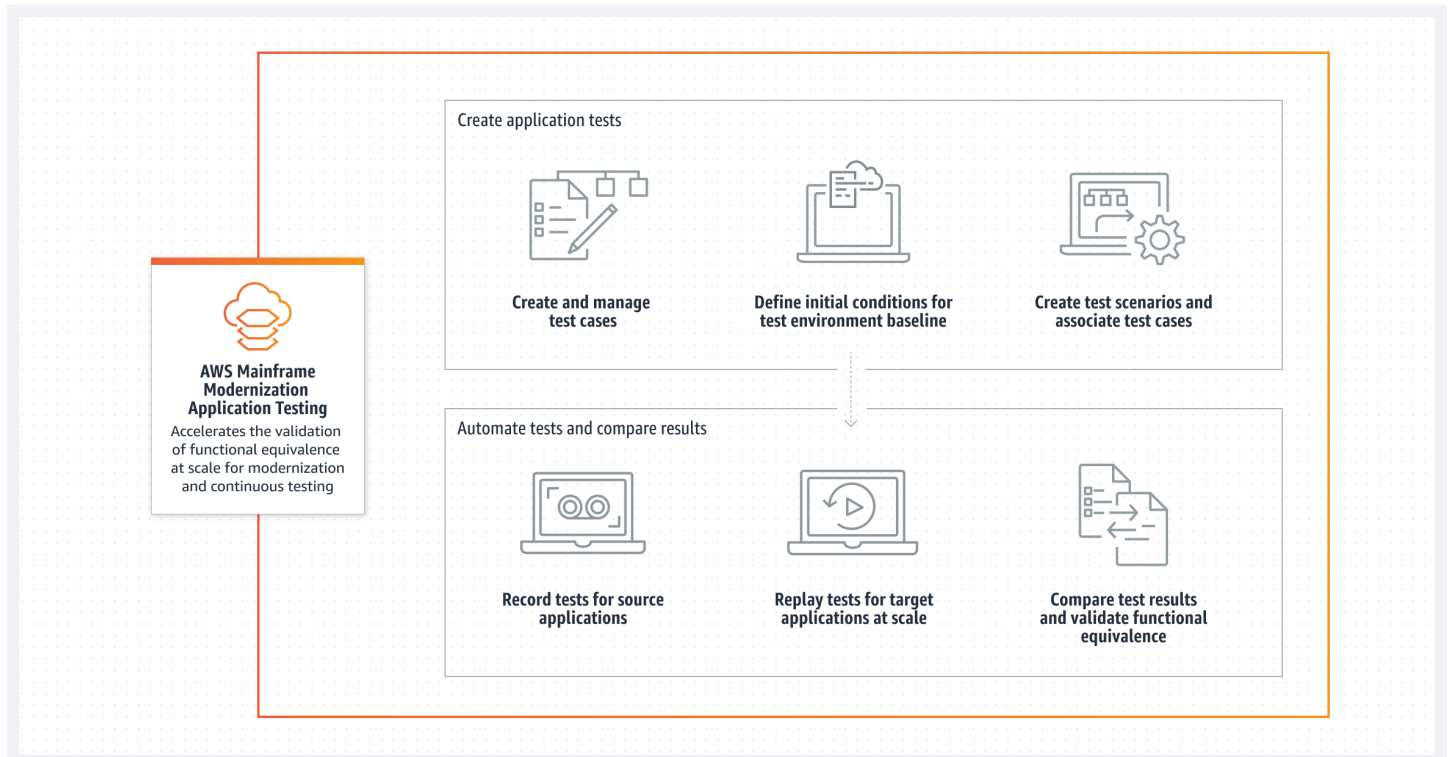 Create application tests
Create and manage
test cases
Define initial conditions for
test environment baseline
Create test scenarios and
associate test cases
AWS Mainframe
Modernization
Application Testing
Accelerates the validation
of functional equivalence
at scale for modernization
and continuous testing
Automate tests and compare results
Record tests for source
applications
Replay tests for target
applications at scale
Compare test results
and validate functional
equivalence